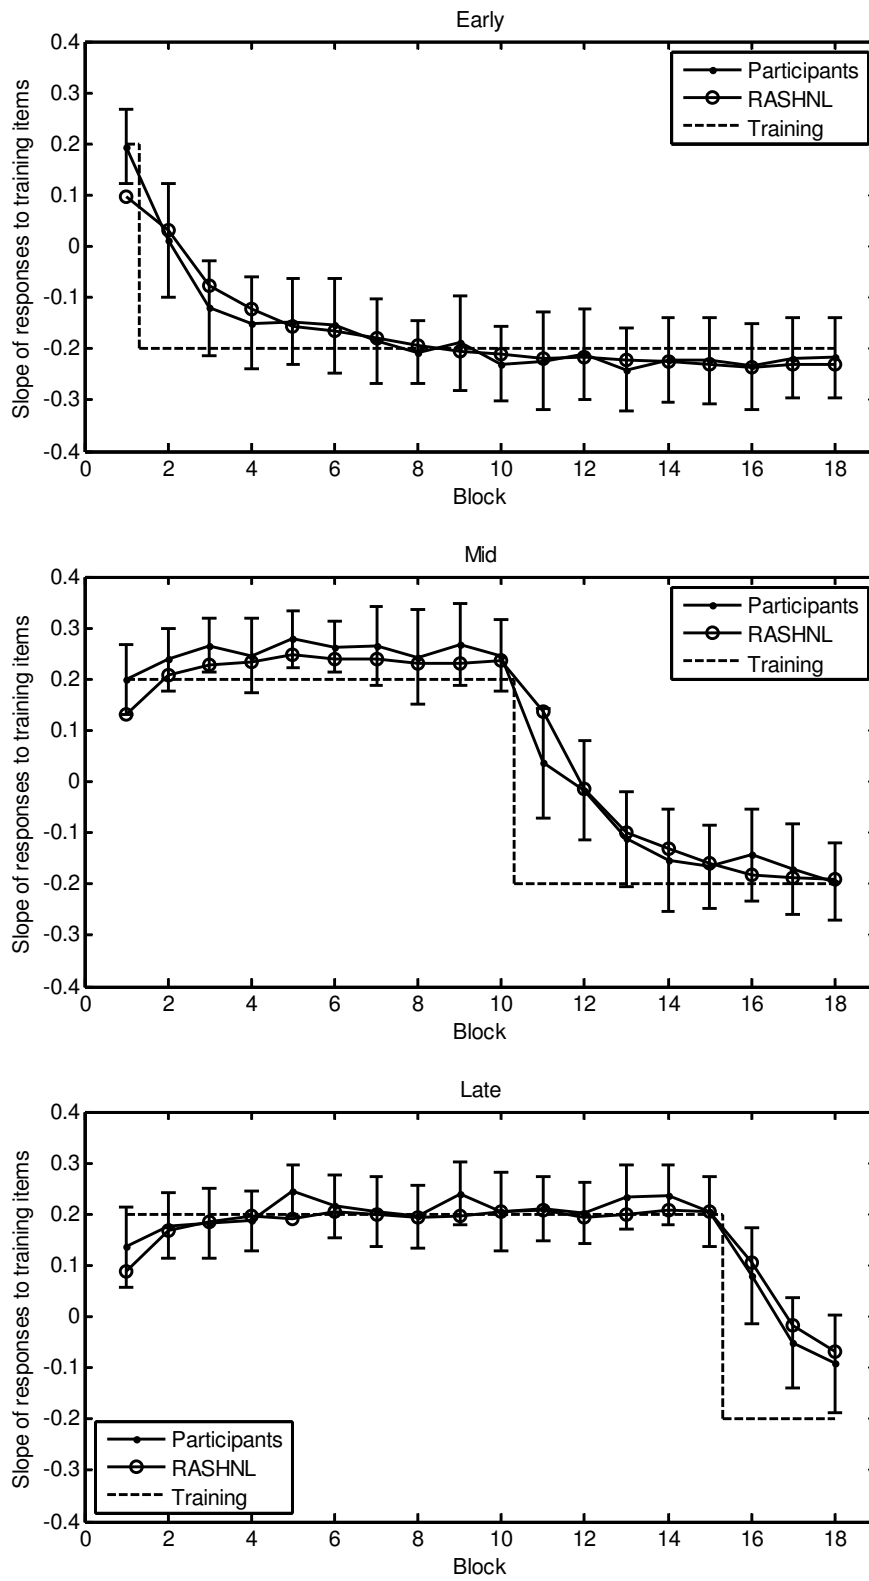 Early
0.4
0.3
0.2
0.1
0
-0.1
-0.2
-0.3
-0.4
Slope of responses to training items
Participants
RASHNL
Training
0 2 4 6 8 10 12 14 16 18
Block
Mid
0.4
0.3
0.2
0.1
0
-0.1
-0.2
-0.3
-0.4
Slope of responses to training items
Participants
RASHNL
Training
0 2 4 6 8 10 12 14 16 18
Block
Late
0.4
0.3
0.2
0.1
0
-0.1
-0.2
-0.3
-0.4
Slope of responses to training items
Participants
RASHNL
Training
0 2 4 6 8 10 12 14 16 18
Block